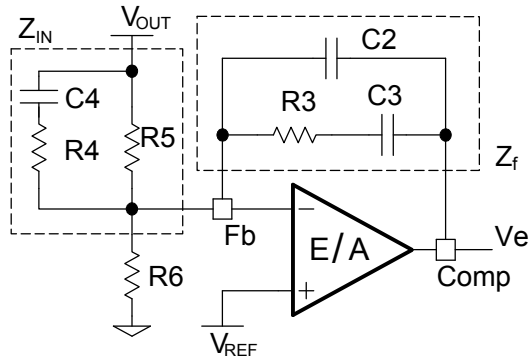 Z_IN
V_OUT
C4
R4
R5
R6
C2
R3
C3
Z_f
Fb
−
E/A
+
Ve
Comp
V_REF